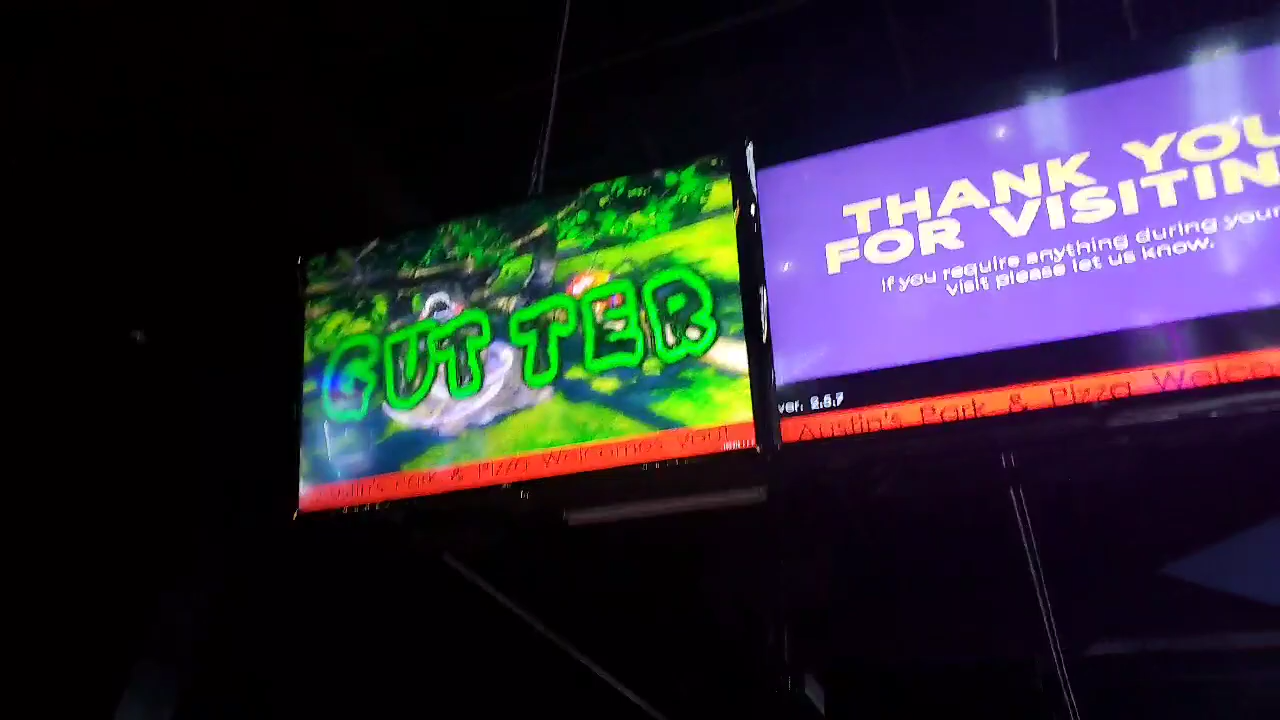 GUTTER
Austin's Park & Pizza Welcomes you!
THANK YOU
FOR VISITIN
If you require anything during your
visit please let us know.
ver: 2.5.7
Austin's Park & Pizza Welco